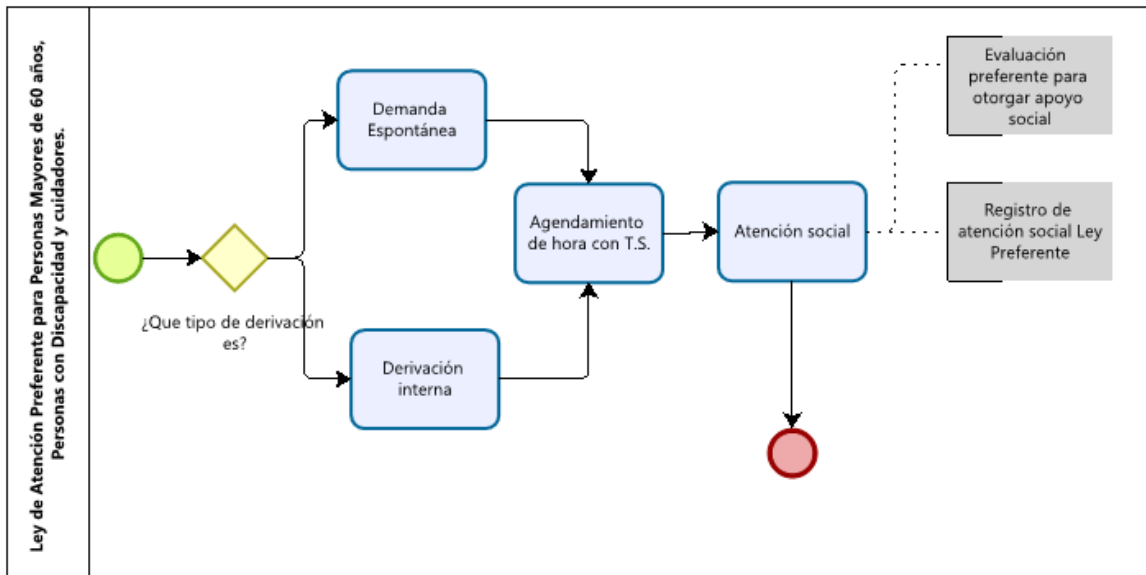 Ley de Atención Preferente para Personas Mayores de 60 años,
Personas con Discapacidad y cuidadores.
¿Que tipo de derivación
es?
Demanda
Espontánea
Derivación
interna
Agendamiento
de hora con T.S.
Atención social
Evaluación
preferente para
otorgar apoyo
social
Registro de
atención social Ley
Preferente